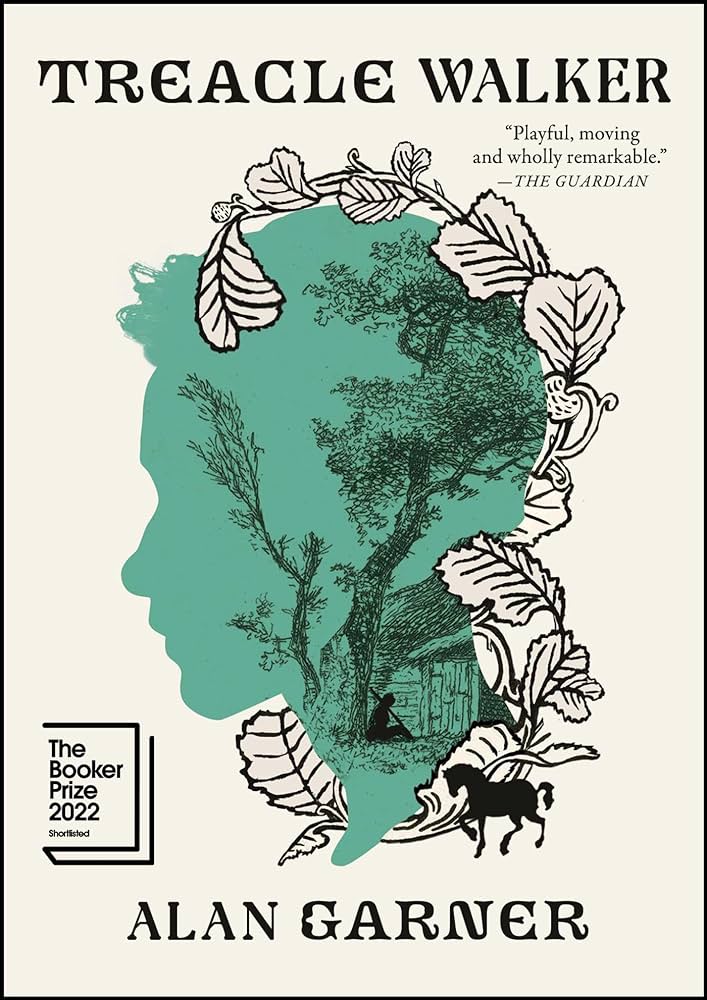 TREACLE WALKER
“Playful, moving
and wholly remarkable.”
—THE GUARDIAN
The
Booker
Prize
2022
Shortlisted
ALAN GARNER